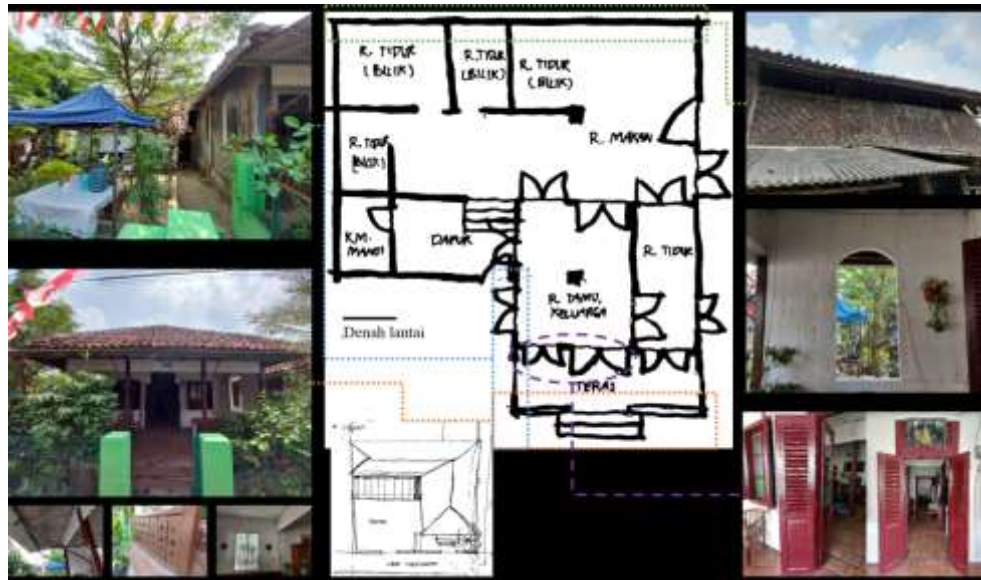 R. TIDUR
(BILIK)
R. TIDUR
(BILIK)
R. TIDUR
(BILIK)
R. MAKAN
R. TIDUR
(BILIK)
KM.
MANDI
DAPUR
R. TIDUR
R. TAMU,
KELUARGA
Denah lantai
TERAS